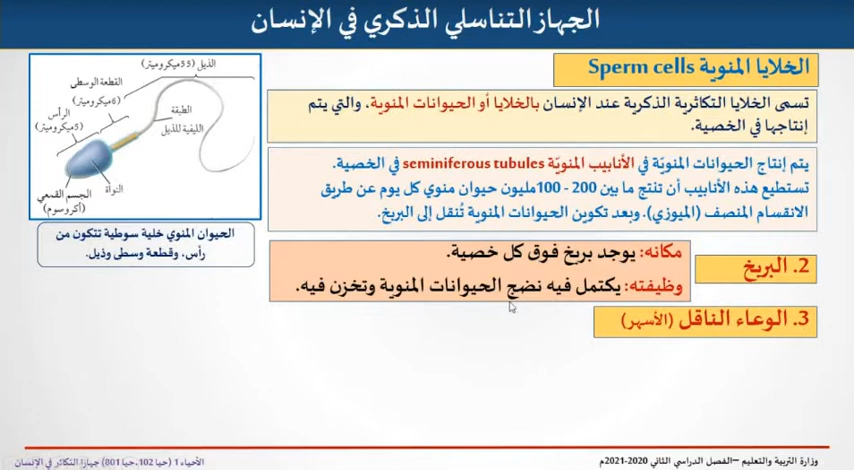 الجهاز التناسلي الذكري في الإنسان
الخلايا المنوية Sperm cells
تسمى الخلايا التكاثرية الذكرية عند الإنسان بالخلايا أو الحيوانات المنوية، والتي يتم
إنتاجها في الخصية.
يتم إنتاج الحيوانات المنويّة في الأنابيب المنويّة seminiferous tubules في الخصية.
تستطيع هذه الأنابيب أن تنتج ما بين 200 - 100مليون حيوان منوي كل يوم عن طريق
الانقسام المنصف (الميوزي). وبعد تكوين الحيوانات المنوية تُنقل إلى البربخ.
الذيل (55 ميكروميتر)
القطعة الوسطى
(6ميكروميتر)
الرأس
(5ميكروميتر)
الطبقة
الليفية للذيل
النواة
الجسم القمعي
(أكروسوم)
الحيوان المنوي خلية سوطية تتكون من
رأس، وقطعة وسطى وذيل.
2. البربخ
مكانه: يوجد بربخ فوق كل خصية.
وظيفته: يكتمل فيه نضج الحيوانات المنوية وتخزن فيه.
3. الوعاء الناقل (الأسهر)
وزارة التربية والتعليم –الفصل الدراسي الثاني 2020-2021م
الأحياء 1 (حيا 102، حيا 801) جهازا التكاثر في الإنسان